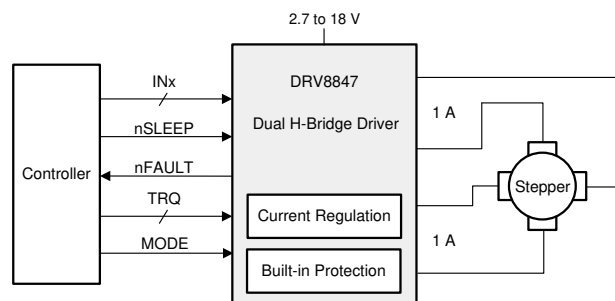 2.7 to 18 V
DRV8847
Dual H-Bridge Driver
Controller
INx
nSLEEP
nFAULT
TRQ
MODE
Current Regulation
Built-in Protection
1 A
1 A
Stepper